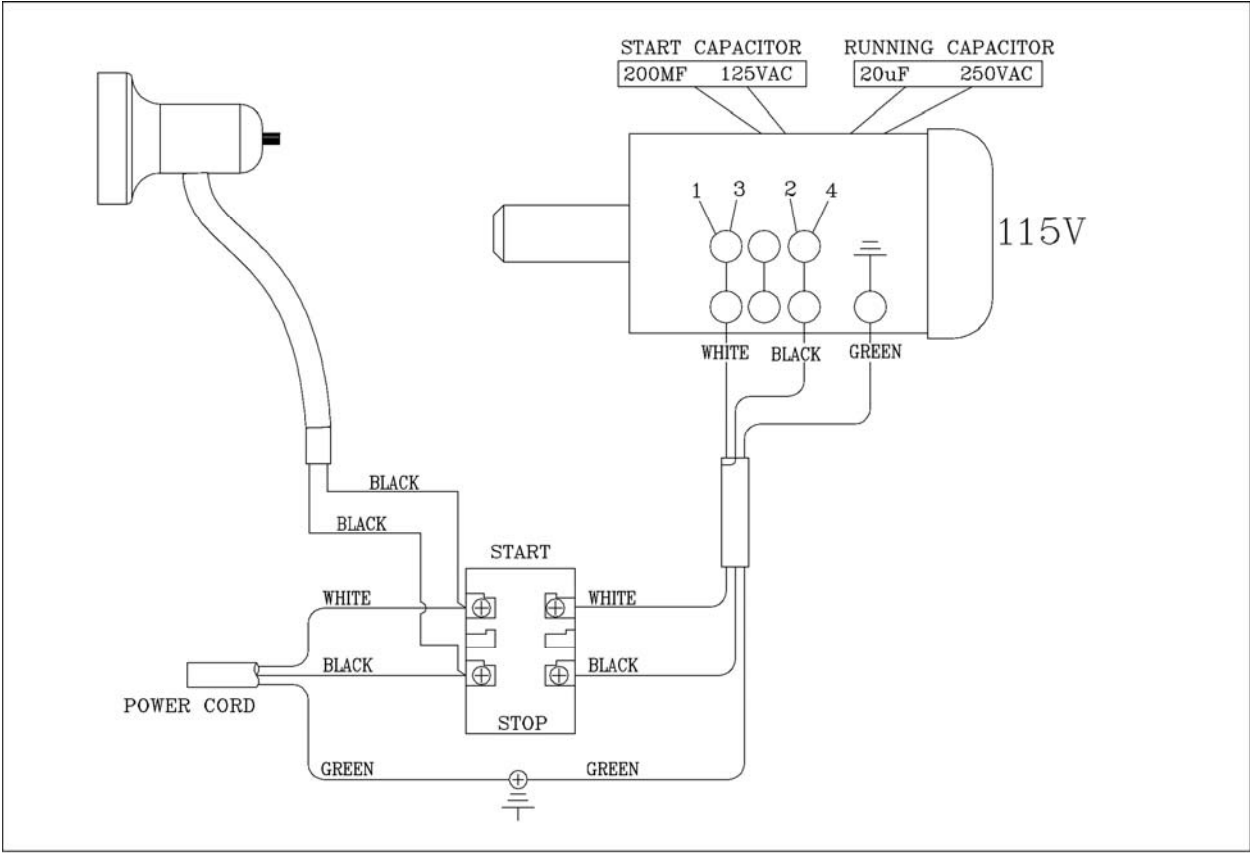 START CAPACITOR
200MF 125VAC
RUNNING CAPACITOR
20uF 250VAC
1 3 2 4
115V
WHITE BLACK GREEN
BLACK
BLACK
START
WHITE
WHITE
BLACK
BLACK
POWER CORD
STOP
GREEN
GREEN